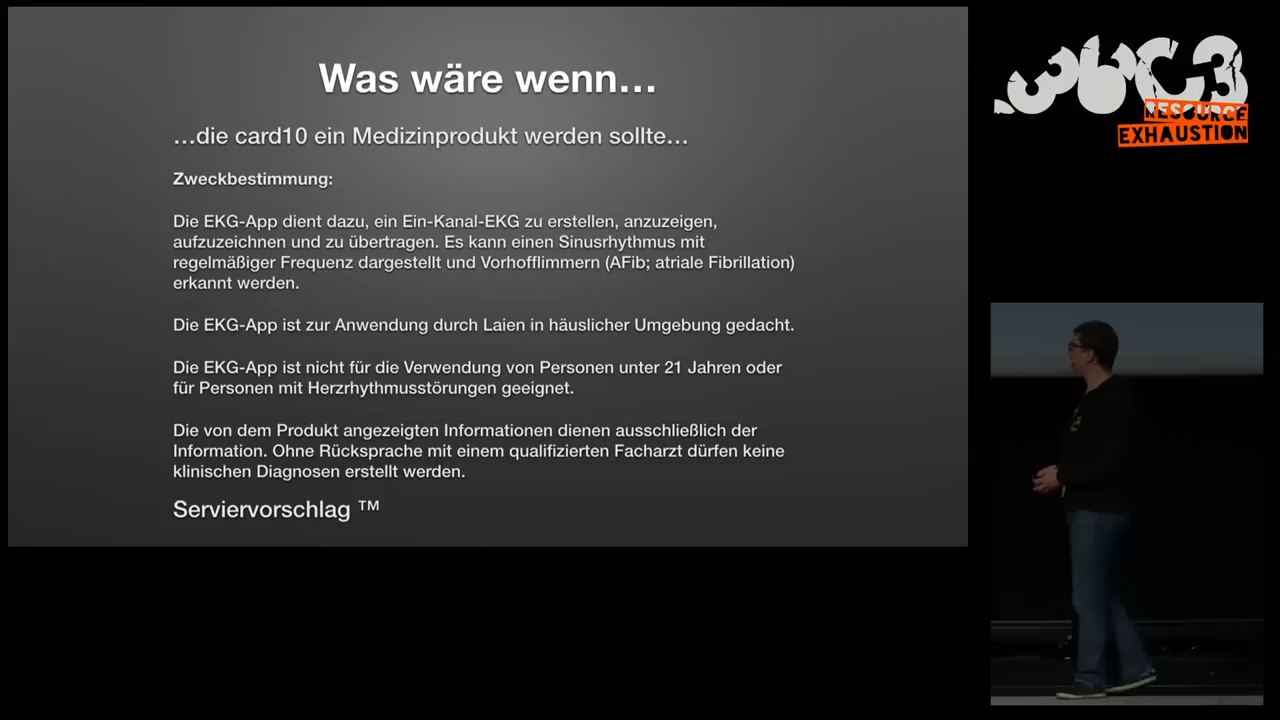 Was wäre wenn…
…die card10 ein Medizinprodukt werden sollte…
Zweckbestimmung:
Die EKG-App dient dazu, ein Ein-Kanal-EKG zu erstellen, anzuzeigen,
aufzuzeichnen und zu übertragen. Es kann einen Sinusrhythmus mit
regelmäßiger Frequenz dargestellt und Vorhofflimmern (AFib; atriale Fibrillation)
erkannt werden.
Die EKG-App ist zur Anwendung durch Laien in häuslicher Umgebung gedacht.
Die EKG-App ist nicht für die Verwendung von Personen unter 21 Jahren oder
für Personen mit Herzrhythmusstörungen geeignet.
Die von dem Produkt angezeigten Informationen dienen ausschließlich der
Information. Ohne Rücksprache mit einem qualifizierten Facharzt dürfen keine
klinischen Diagnosen erstellt werden.
Serviervorschlag ™
36C3
RESOURCE
EXHAUSTION